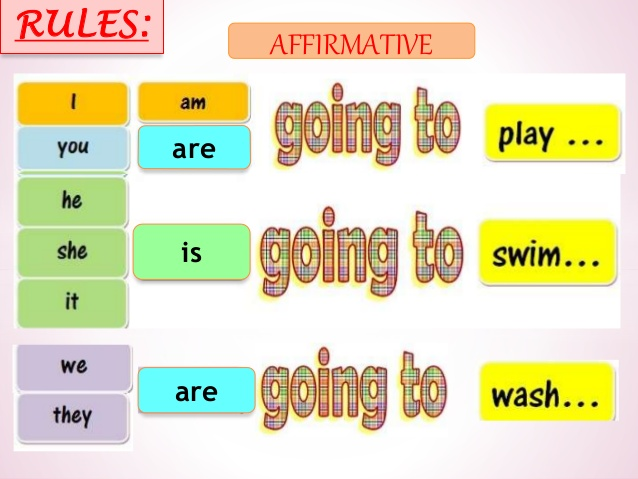 RULES:
AFFIRMATIVE
I am going to play ...
you are
he
she is going to swim...
it
we
are going to wash...
they